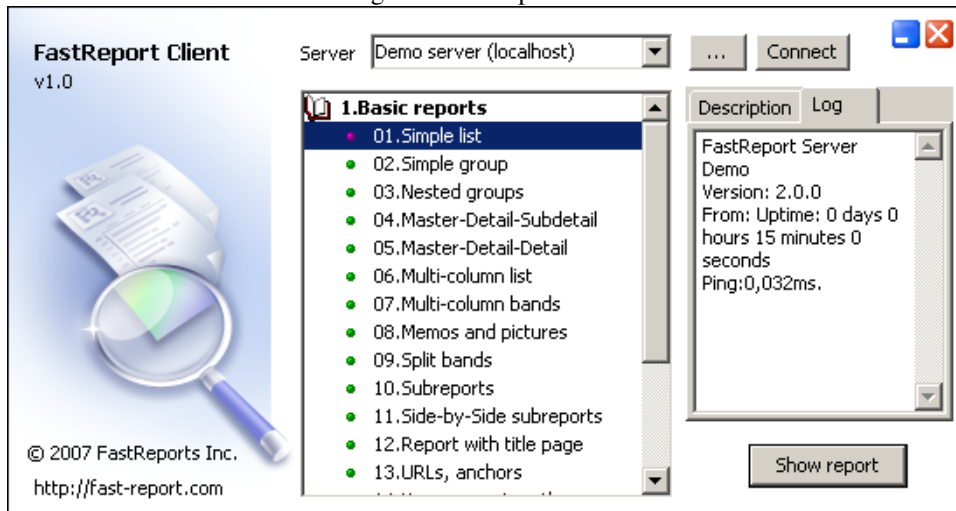 FastReport Client
v1.0
Server Demo server (localhost) ... Connect
1.Basic reports
01.Simple list
02.Simple group
03.Nested groups
04.Master-Detail-Subdetail
05.Master-Detail-Detail
06.Multi-column list
07.Multi-column bands
08.Memos and pictures
09.Split bands
10.Subreports
11.Side-by-Side subreports
12.Report with title page
13.URLs, anchors
Description Log
FastReport Server
Demo
Version: 2.0.0
From: Uptime: 0 days 0
hours 15 minutes 0
seconds
Ping:0,032ms.
Show report
© 2007 FastReports Inc.
http://fast-report.com